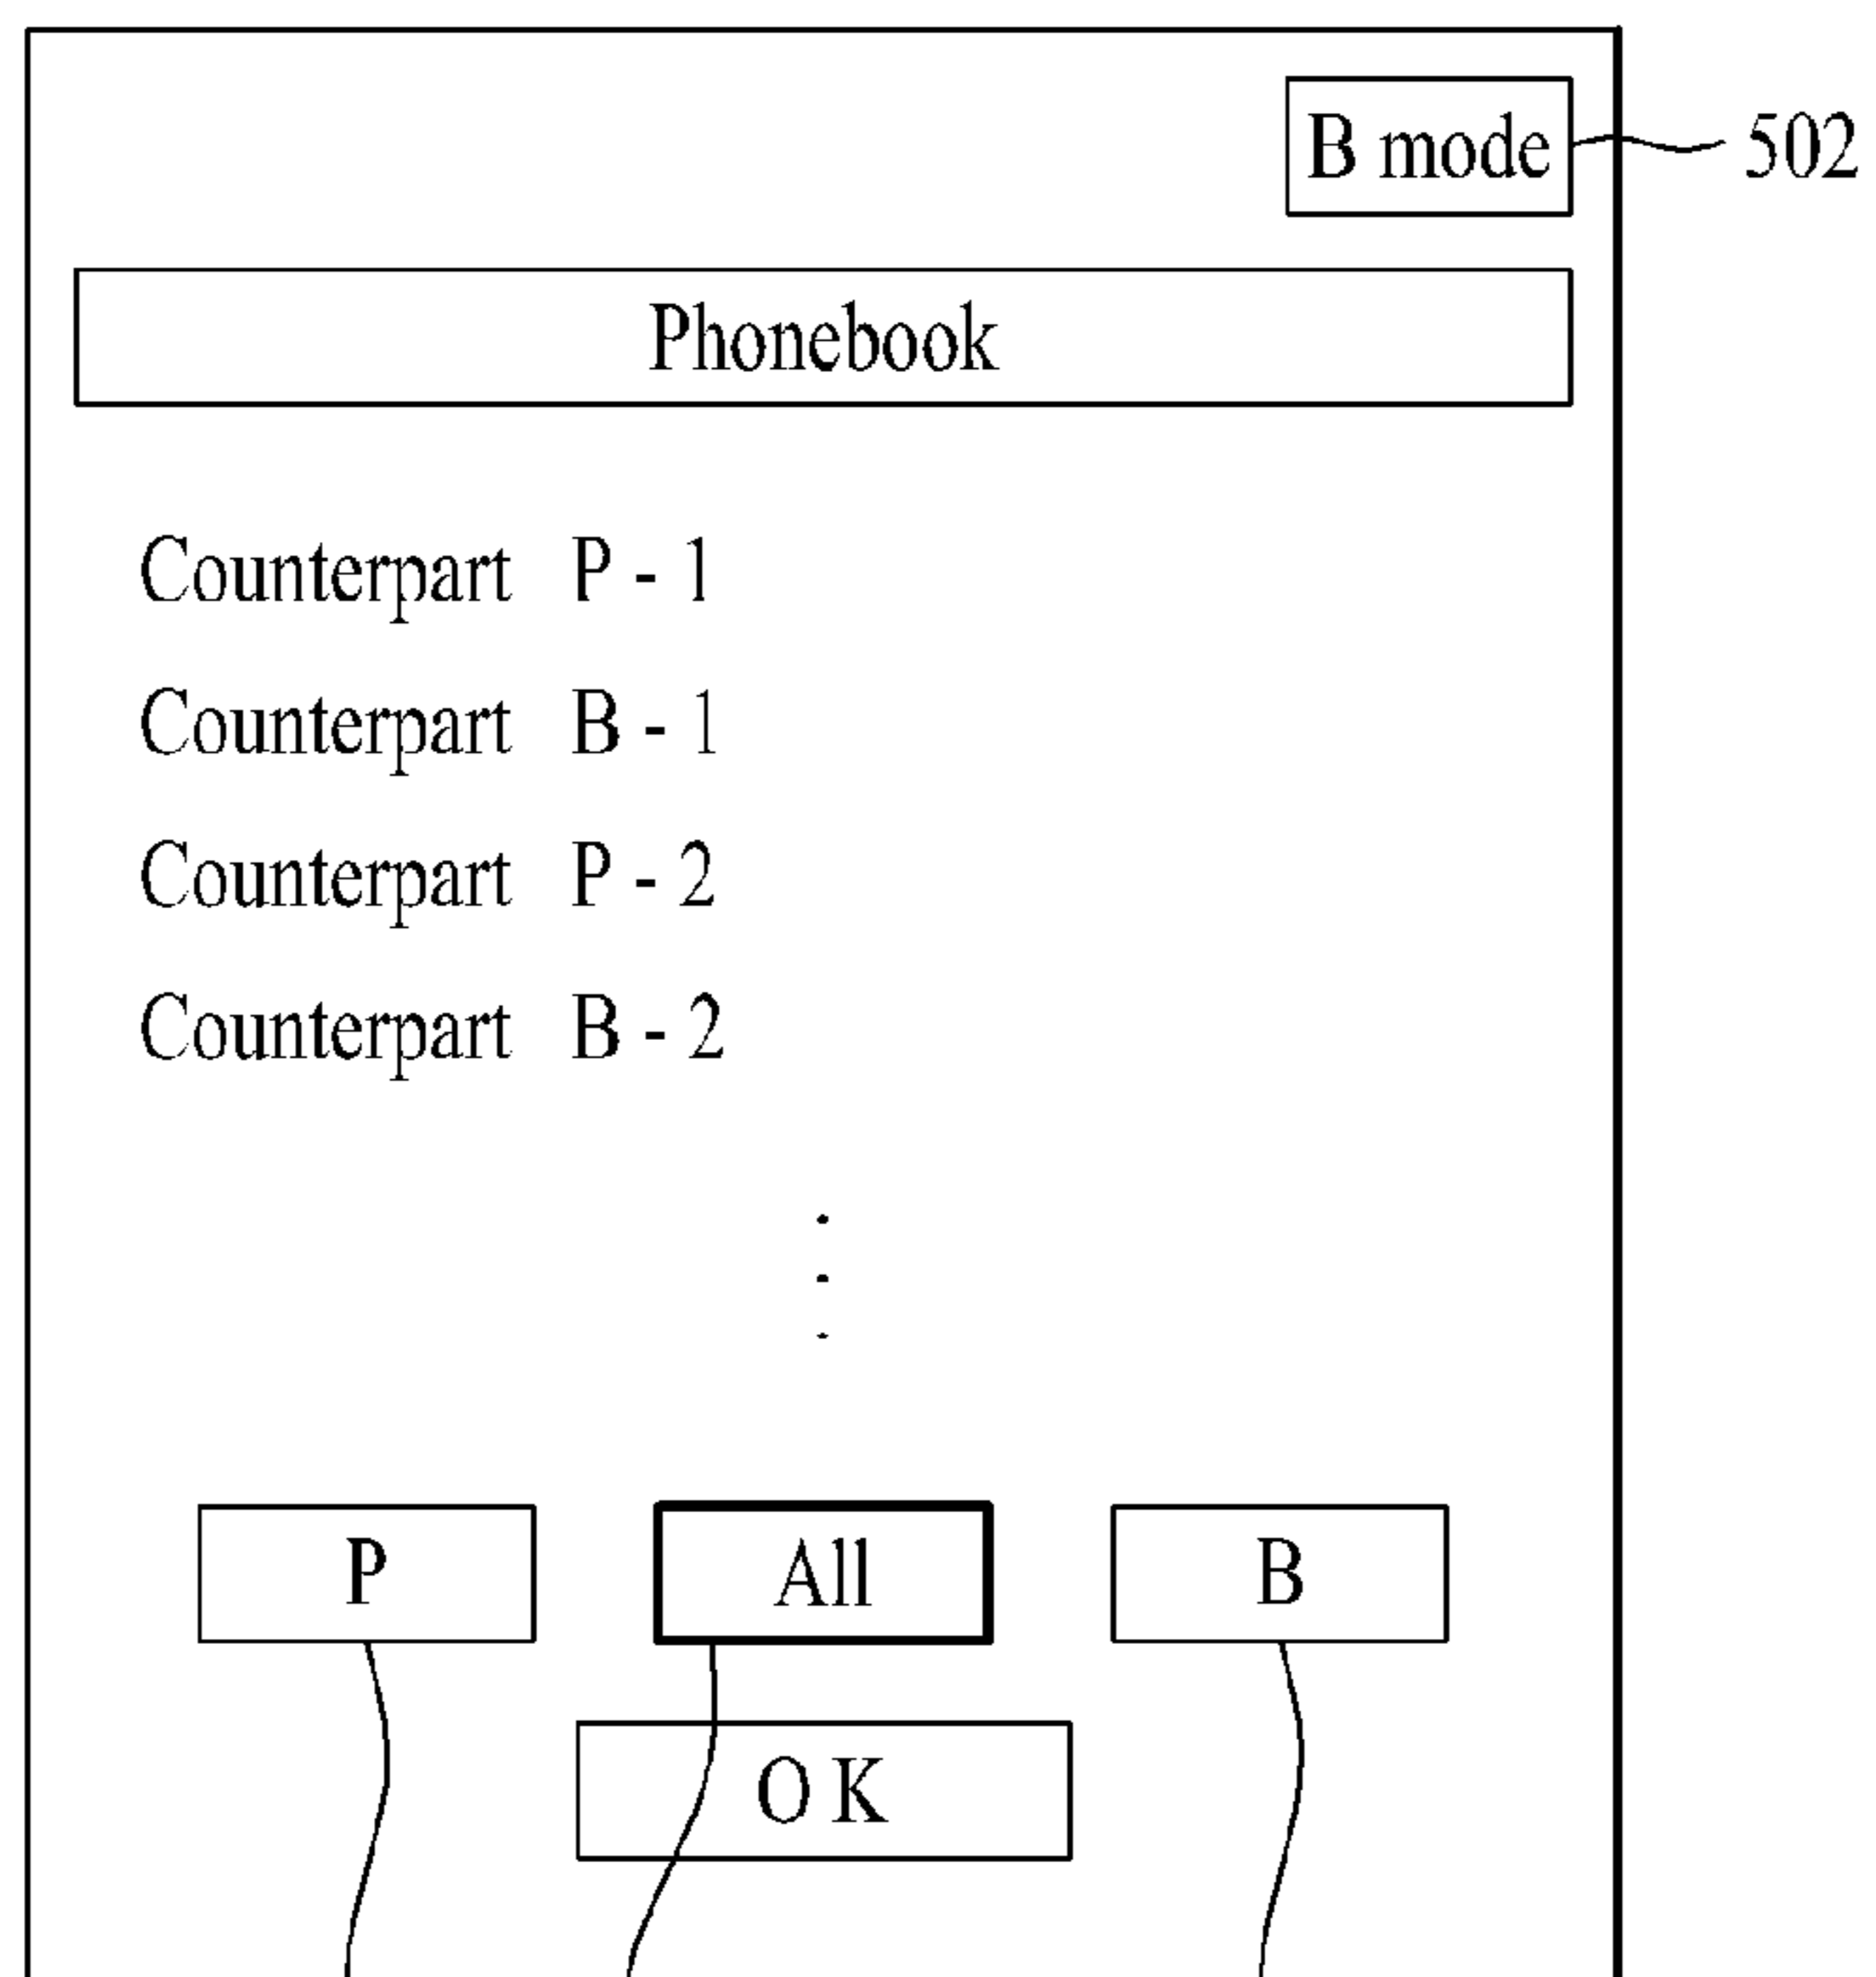 B mode 502
Phonebook
Counterpart P - 1
Counterpart B - 1
Counterpart P - 2
Counterpart B - 2
P All B
OK